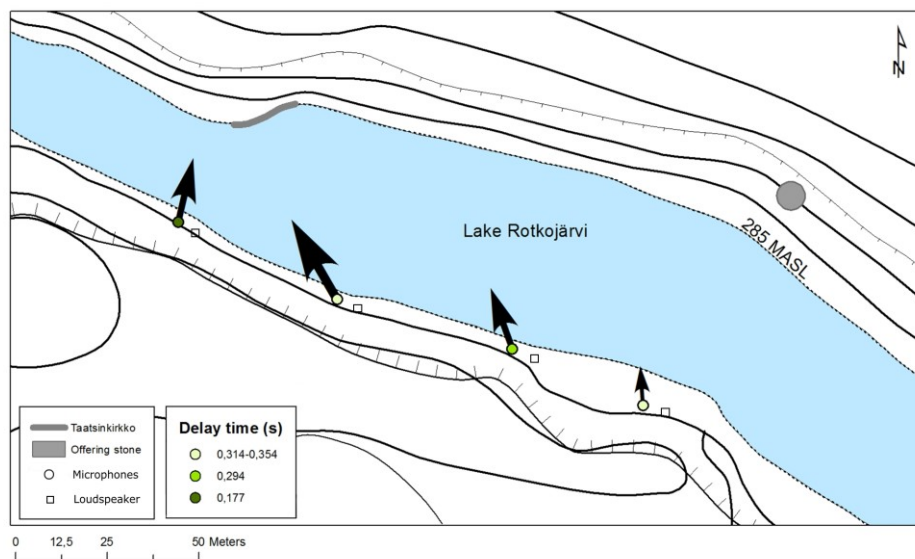 N
Lake Rotkojärvi
285 MASL
Taatsinkirkko
Offering stone
Microphones
Loudspeaker
Delay time (s)
0,314-0,354
0,294
0,177
0 12,5 25 50 Meters